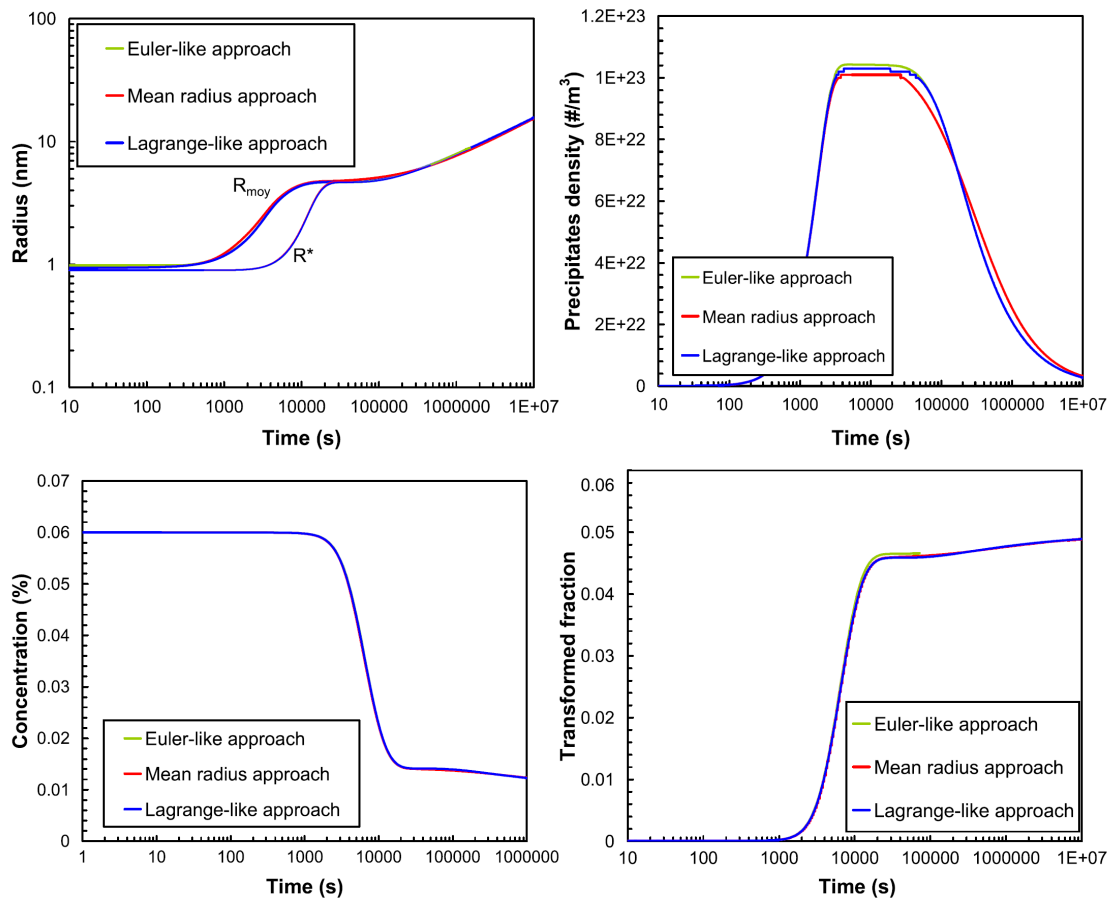 100
10
1
0.1
Radius (nm)
Euler-like approach
Mean radius approach
Lagrange-like approach
Rmoy
R*
10 100 1000 10000 100000 1000000 1E+07
Time (s)
1.2E+23
1E+23
8E+22
6E+22
4E+22
2E+22
0
Precipitates density (#/m³)
Euler-like approach
Mean radius approach
Lagrange-like approach
10 100 1000 10000 100000 1000000 1E+07
Time (s)
0.07
0.06
0.05
0.04
0.03
0.02
0.01
0
Concentration (%)
Euler-like approach
Mean radius approach
Lagrange-like approach
1 10 100 1000 10000 100000 1000000
Time (s)
0.06
0.05
0.04
0.03
0.02
0.01
0
Transformed fraction
Euler-like approach
Mean radius approach
Lagrange-like approach
10 100 1000 10000 100000 1000000 1E+07
Time (s)